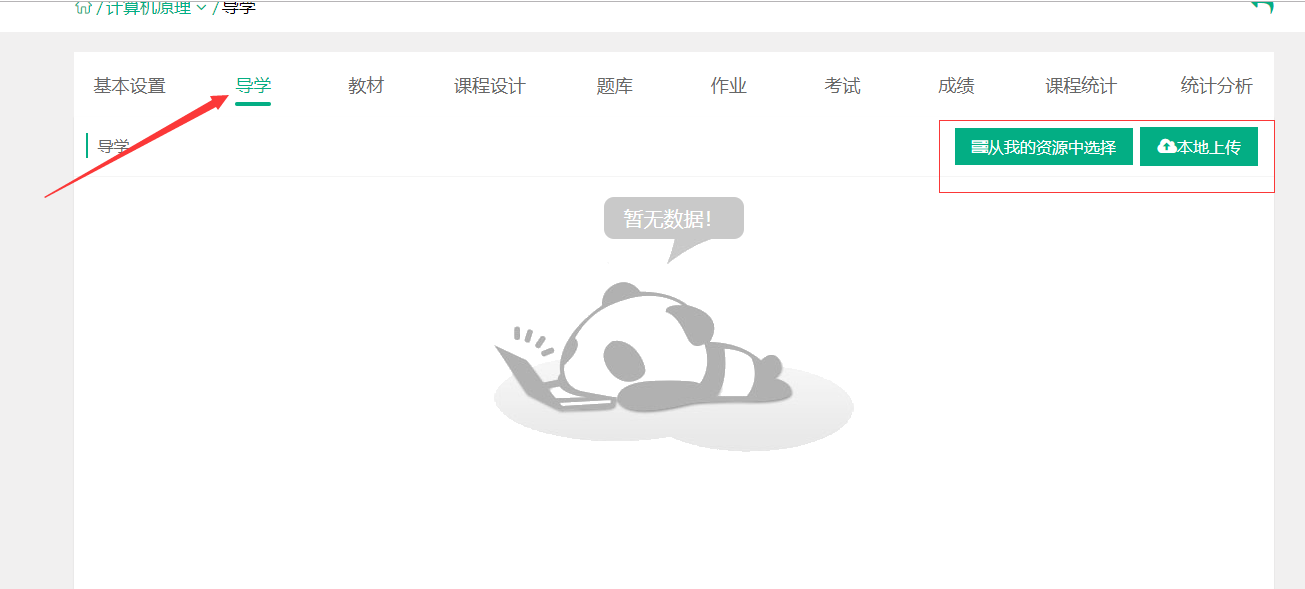 / 计算机原理 / 导学
基本设置 导学 教材 课程设计 题库 作业 考试 成绩 课程统计 统计分析
导学 从我的资源中选择 本地上传
暂无数据!